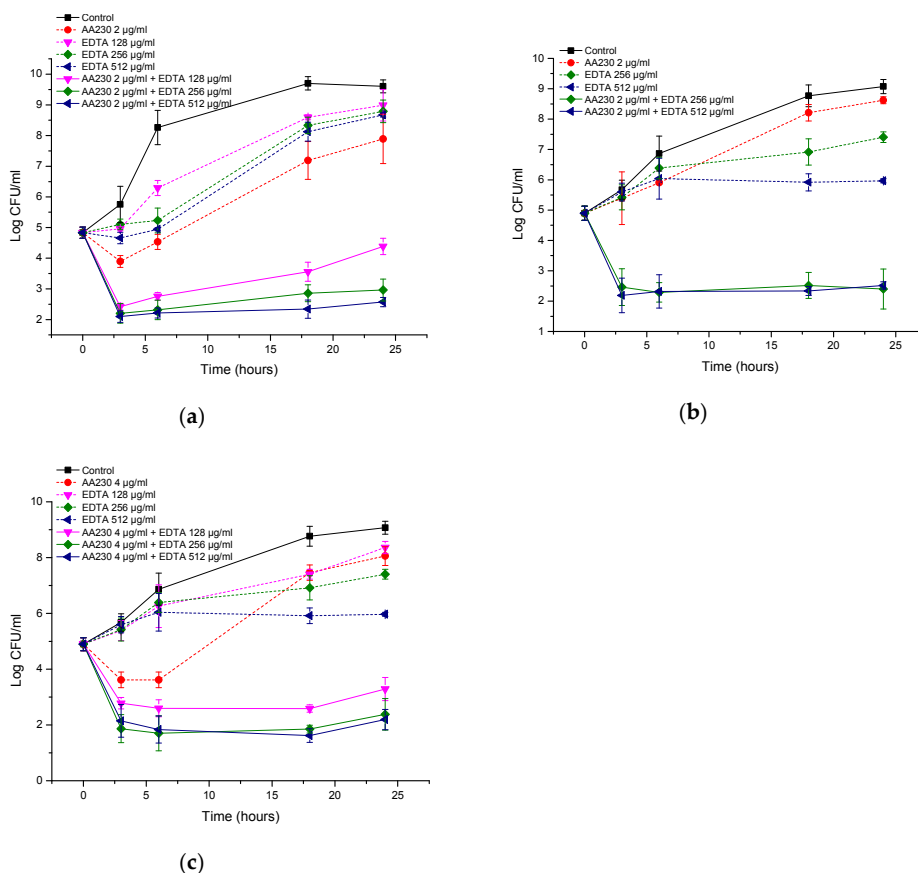 Control
AA230 2 µg/ml
EDTA 128 µg/ml
EDTA 256 µg/ml
EDTA 512 µg/ml
AA230 2 µg/ml + EDTA 128 µg/ml
AA230 2 µg/ml + EDTA 256 µg/ml
AA230 2 µg/ml + EDTA 512 µg/ml
10
9
8
7
6
5
4
3
2
Log CFU/ml
0 5 10 15 20 25
Time (hours)
(a)
Control
AA230 2 µg/ml
EDTA 256 µg/ml
EDTA 512 µg/ml
AA230 2 µg/ml + EDTA 256 µg/ml
AA230 2 µg/ml + EDTA 512 µg/ml
10
9
8
7
6
5
4
3
2
1
Log CFU/ml
0 5 10 15 20 25
Time (hours)
(b)
Control
AA230 4 µg/ml
EDTA 128 µg/ml
EDTA 256 µg/ml
EDTA 512 µg/ml
AA230 4 µg/ml + EDTA 128 µg/ml
AA230 4 µg/ml + EDTA 256 µg/ml
AA230 4 µg/ml + EDTA 512 µg/ml
10
8
6
4
2
0
Log CFU/ml
0 5 10 15 20 25
Time (hours)
(c)